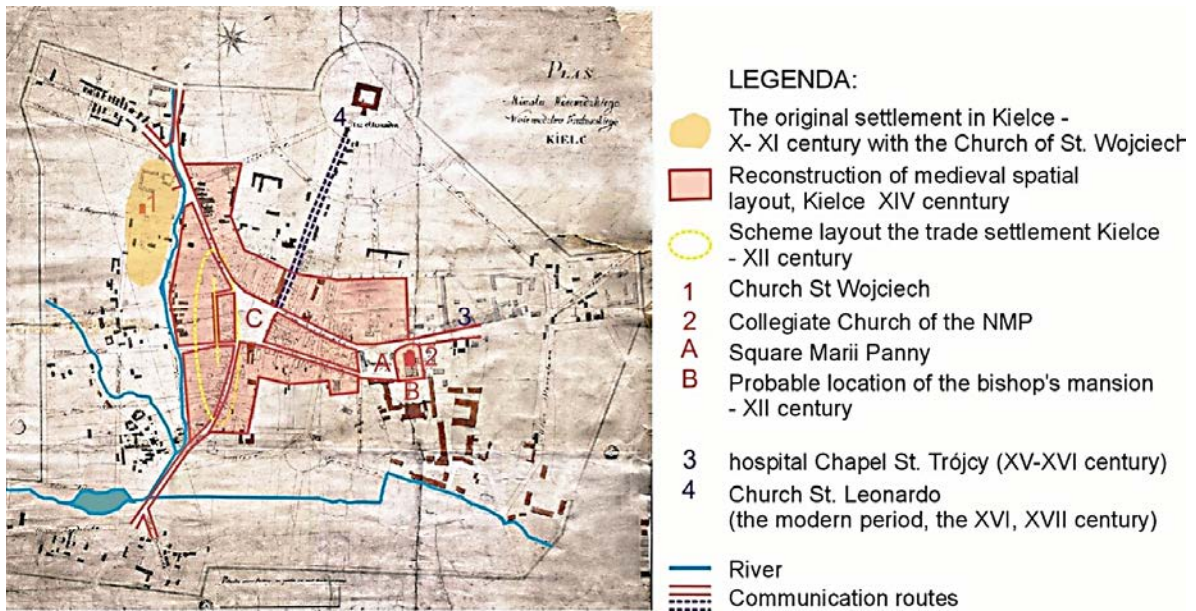 PLAN
Miasta Wojewódzkiego
Województwa Krakowskiego
KIELC
4
1
C
3
A
2
B
LEGENDA:
The original settlement in Kielce -
X- XI century with the Church of St. Wojciech
Reconstruction of medieval spatial
layout, Kielce XIV cenntury
Scheme layout the trade settlement Kielce
- XII century
1 Church St Wojciech
2 Collegiate Church of the NMP
A Square Marii Panny
B Probable location of the bishop's mansion
- XII century
3 hospital Chapel St. Trójcy (XV-XVI century)
4 Church St. Leonardo
(the modern period, the XVI, XVII century)
River
Communication routes